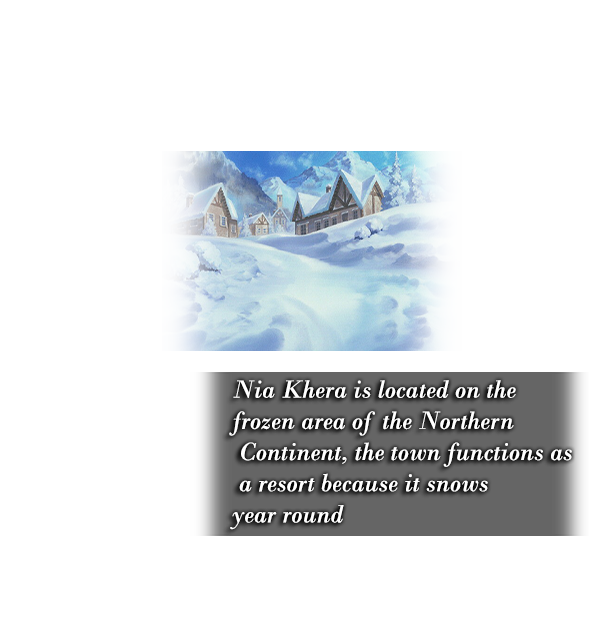 Nia Khera is located on the
frozen area of the Northern
Continent, the town functions as
a resort because it snows
year round